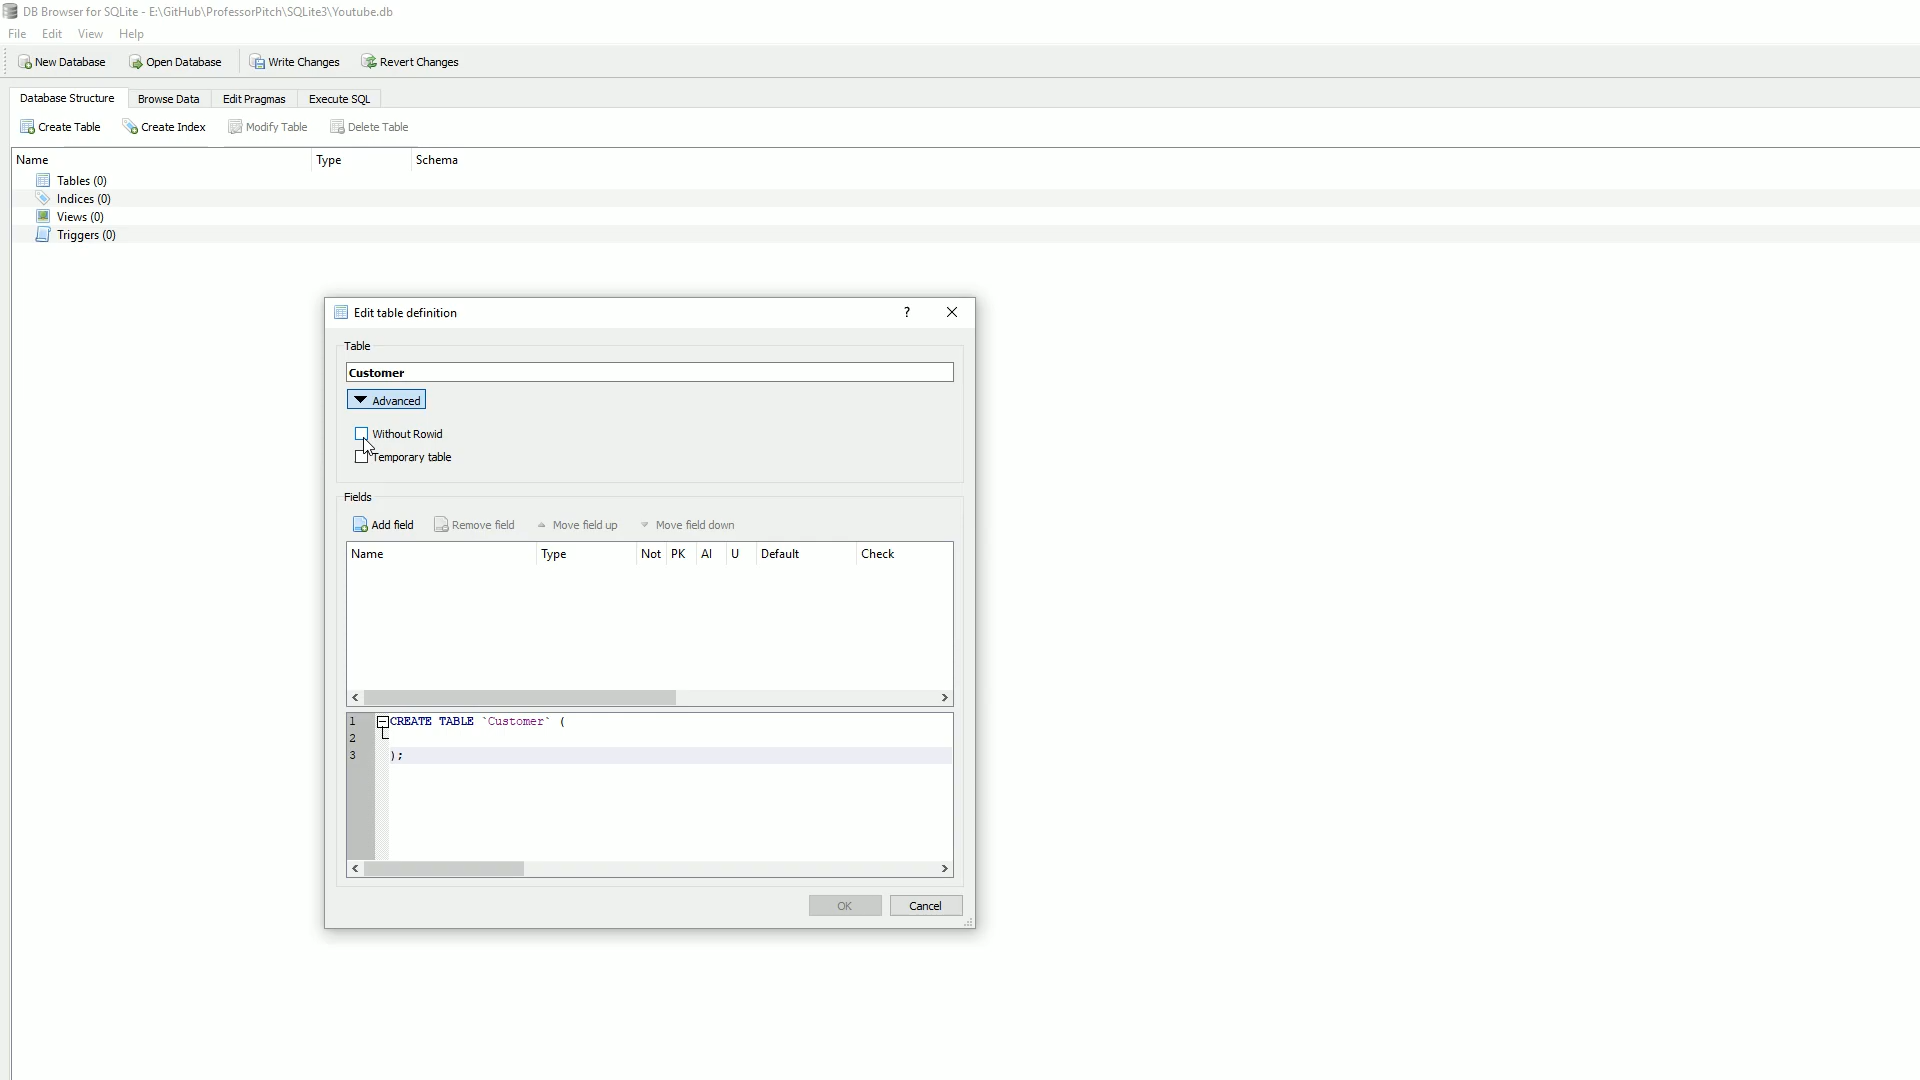 DB Browser for SQLite - E:\GitHub\ProfessorPitch\SQLite3\Youtube.db
File Edit View Help
New Database Open Database Write Changes Revert Changes
Database Structure Browse Data Edit Pragmas Execute SQL
Create Table Create Index Modify Table Delete Table
Name Type Schema
Tables (0)
Indices (0)
Views (0)
Triggers (0)
Edit table definition ?
Table
Customer
Advanced
Without Rowid
Temporary table
Fields
Add field Remove field Move field up Move field down
Name Type Not PK AI U Default Check
1 CREATE TABLE `Customer` (
2
3 );
OK Cancel